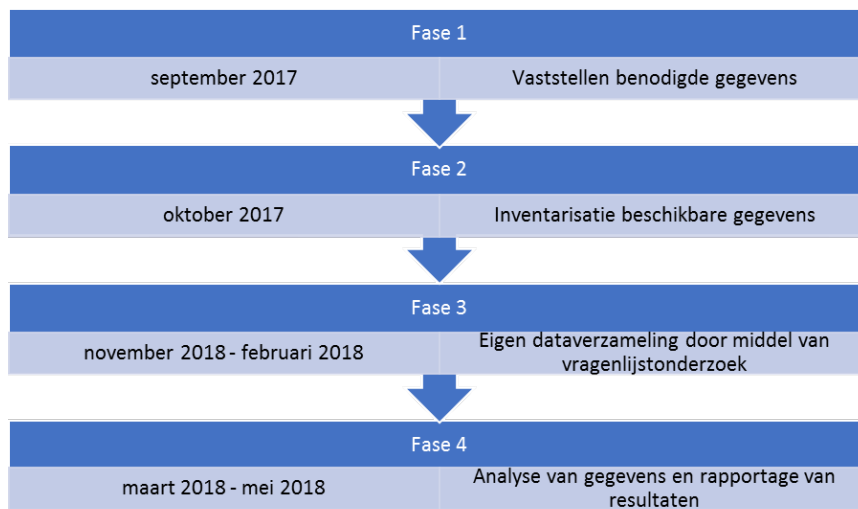 Fase 1
september 2017
Vaststellen benodigde gegevens
Fase 2
oktober 2017
Inventarisatie beschikbare gegevens
Fase 3
november 2018 - februari 2018
Eigen dataverzameling door middel van
vragenlijstonderzoek
Fase 4
maart 2018 - mei 2018
Analyse van gegevens en rapportage van
resultaten